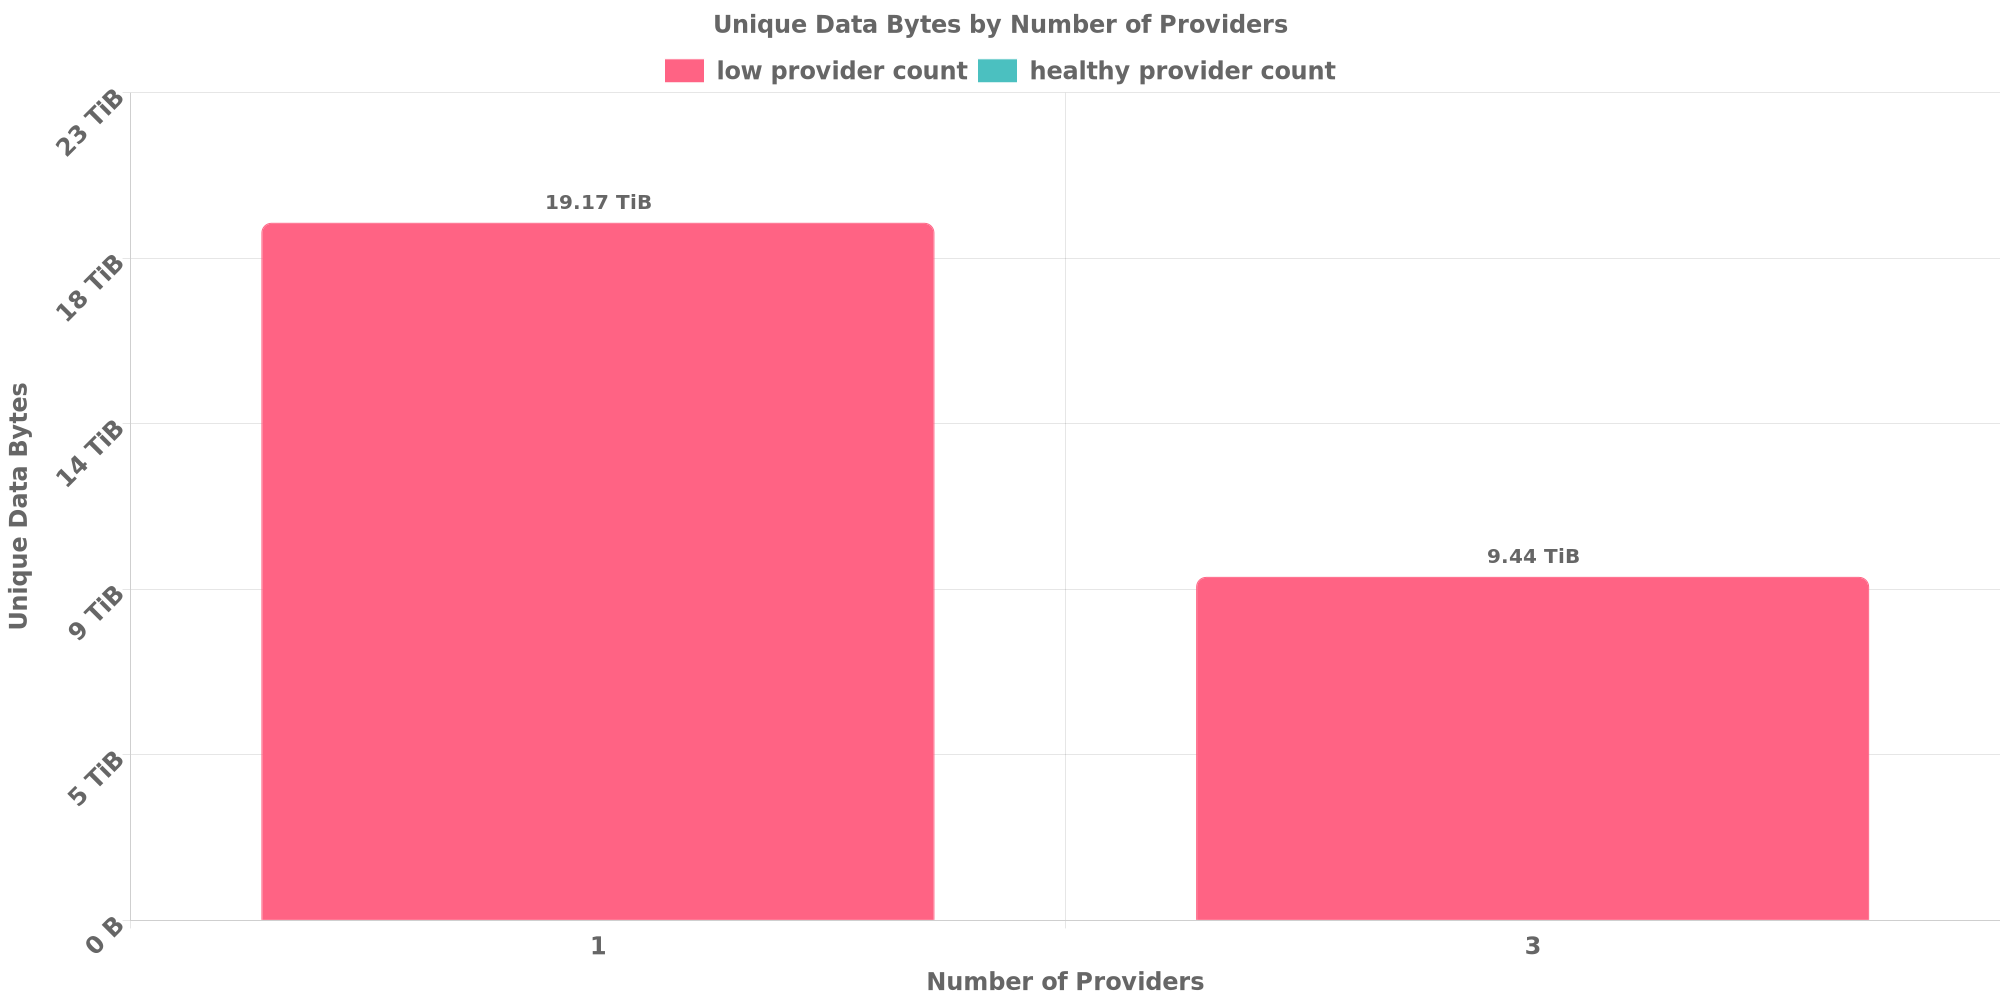 Unique Data Bytes by Number of Providers
low provider count healthy provider count
23 TiB
19.17 TiB
18 TiB
14 TiB
9.44 TiB
9 TiB
5 TiB
0 B
Unique Data Bytes
1 3
Number of Providers